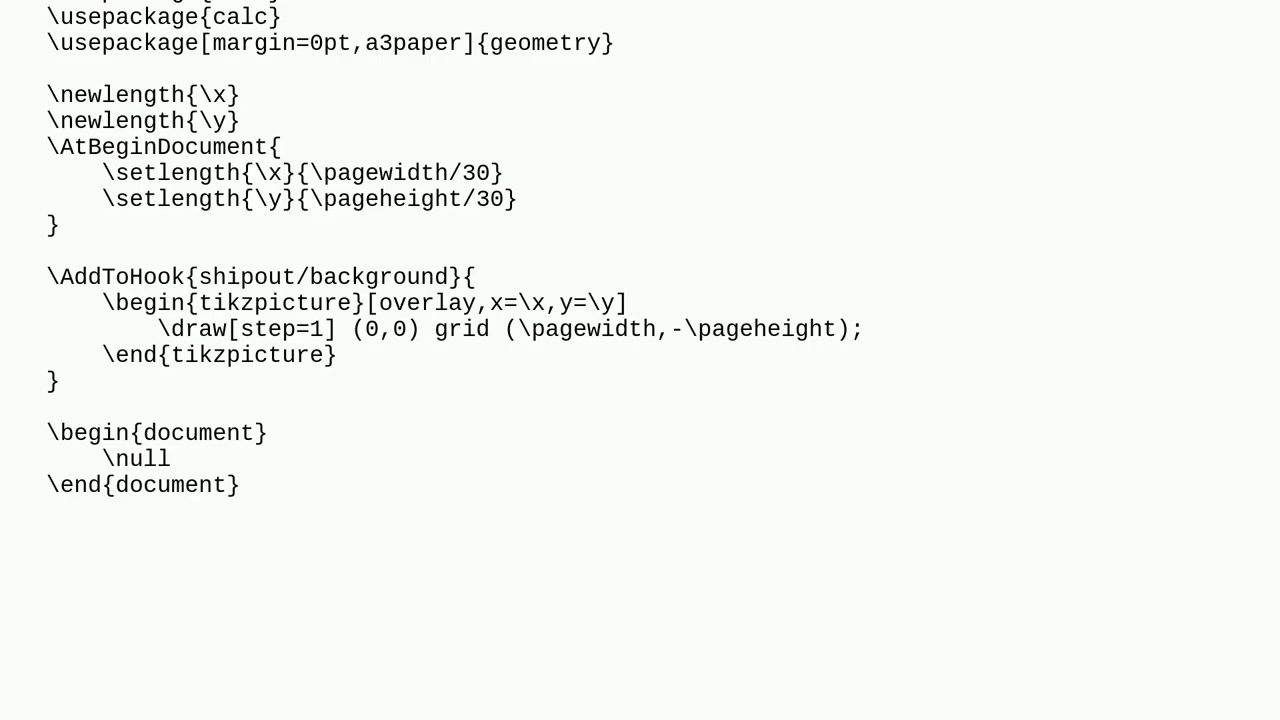 \usepackage{calc}
\usepackage[margin=0pt,a3paper]{geometry}
\newlength{\x}
\newlength{\y}
\AtBeginDocument{
    \setlength{\x}{\pagewidth/30}
    \setlength{\y}{\pageheight/30}
}
\AddToHook{shipout/background}{
    \begin{tikzpicture}[overlay,x=\x,y=\y]
        \draw[step=1] (0,0) grid (\pagewidth,-\pageheight);
    \end{tikzpicture}
}
\begin{document}
    \null
\end{document}